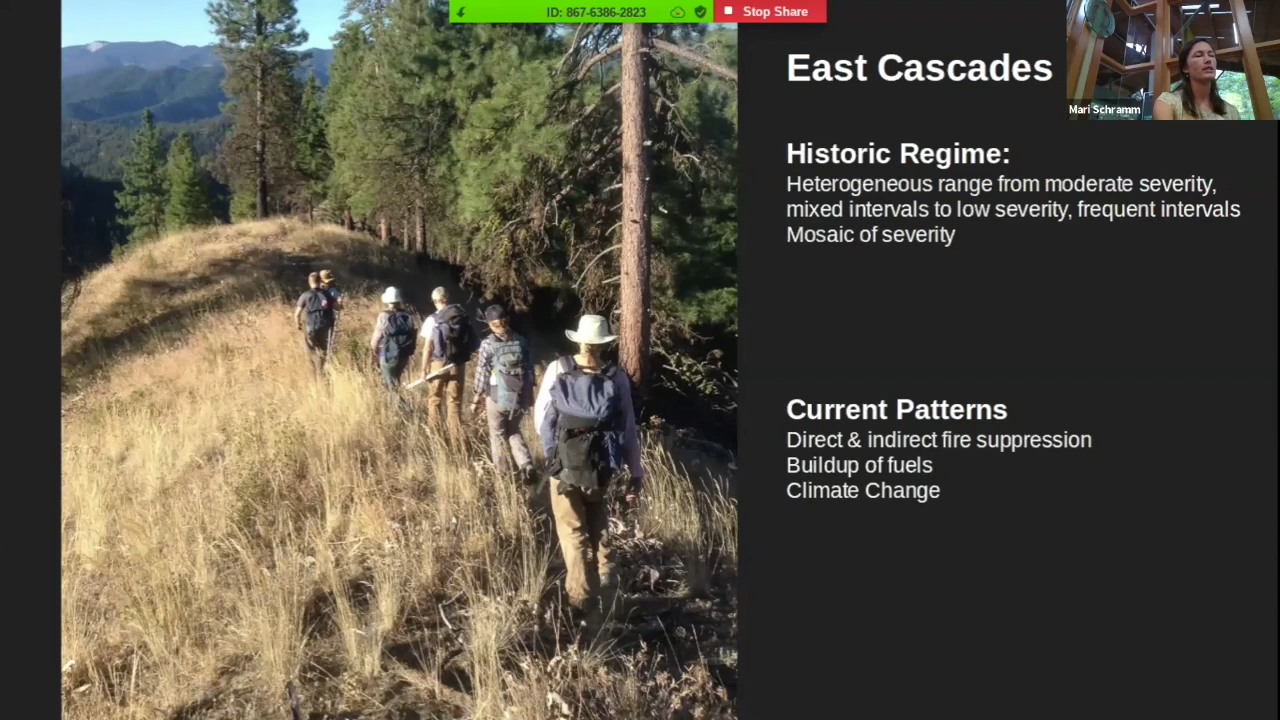 ID: 867-6386-2823
Stop Share
East Cascades
Mari Schramm
Historic Regime:
Heterogeneous range from moderate severity,
mixed intervals to low severity, frequent intervals
Mosaic of severity
Current Patterns
Direct & indirect fire suppression
Buildup of fuels
Climate Change